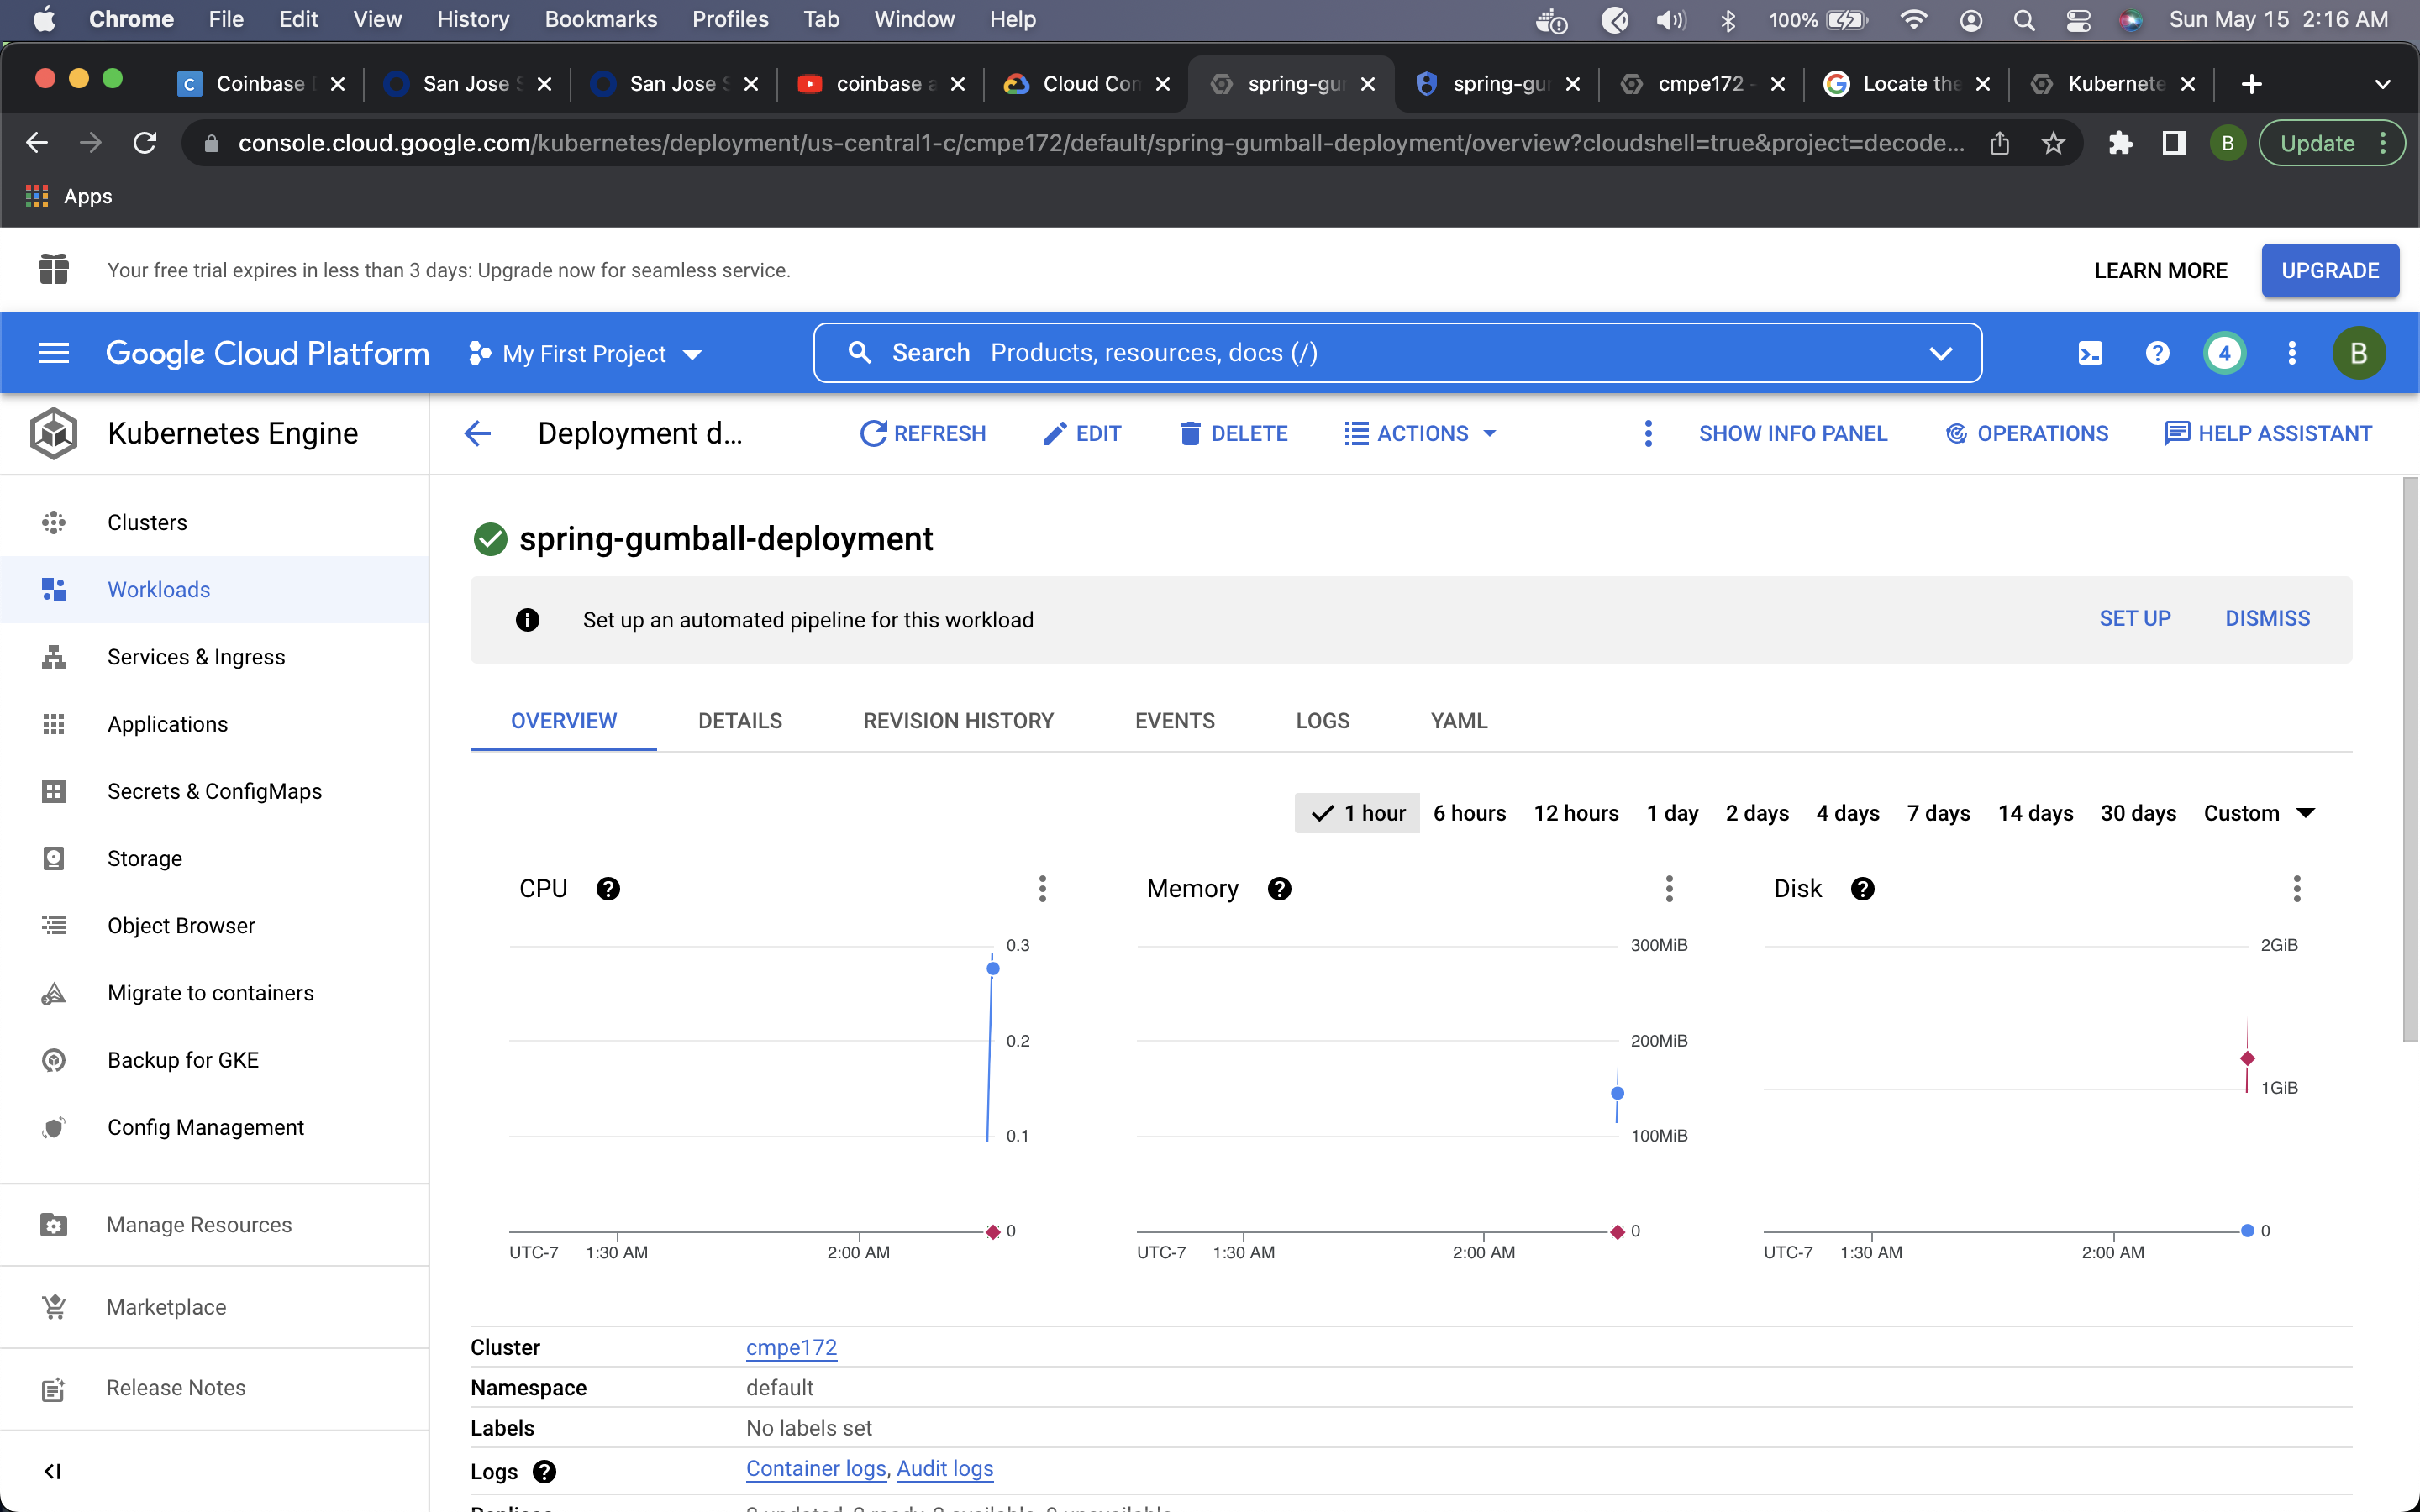 Chrome File Edit View History Bookmarks Profiles Tab Window Help 100% Sun May 15 2:16 AM
Coinbase San Jose San Jose coinbase Cloud Con spring-gu spring-gu cmpe172 - Locate the Kubernete
console.cloud.google.com/kubernetes/deployment/us-central1-c/cmpe172/default/spring-gumball-deployment/overview?cloudshell=true&project=decode... B Update
Apps
Your free trial expires in less than 3 days: Upgrade now for seamless service. LEARN MORE UPGRADE
Google Cloud Platform My First Project Search Products, resources, docs (/) 4 B
Kubernetes Engine
Deployment d... REFRESH EDIT DELETE ACTIONS SHOW INFO PANEL OPERATIONS HELP ASSISTANT
Clusters
Workloads
Services & Ingress
Applications
Secrets & ConfigMaps
Storage
Object Browser
Migrate to containers
Backup for GKE
Config Management
Manage Resources
Marketplace
Release Notes
spring-gumball-deployment
Set up an automated pipeline for this workload SET UP DISMISS
OVERVIEW DETAILS REVISION HISTORY EVENTS LOGS YAML
1 hour 6 hours 12 hours 1 day 2 days 4 days 7 days 14 days 30 days Custom
CPU
0.3
0.2
0.1
0
UTC-7 1:30 AM 2:00 AM
Memory
300MiB
200MiB
100MiB
0
UTC-7 1:30 AM 2:00 AM
Disk
2GiB
1GiB
0
UTC-7 1:30 AM 2:00 AM
Cluster cmpe172
Namespace default
Labels No labels set
Logs Container logs, Audit logs